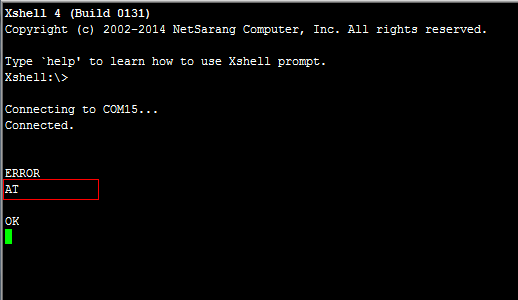 Xshell 4 (Build 0131)
Copyright (c) 2002-2014 NetSarang Computer, Inc. All rights reserved.
Type `help' to learn how to use Xshell prompt.
Xshell:\>
Connecting to COM15...
Connected.
ERROR
AT
OK